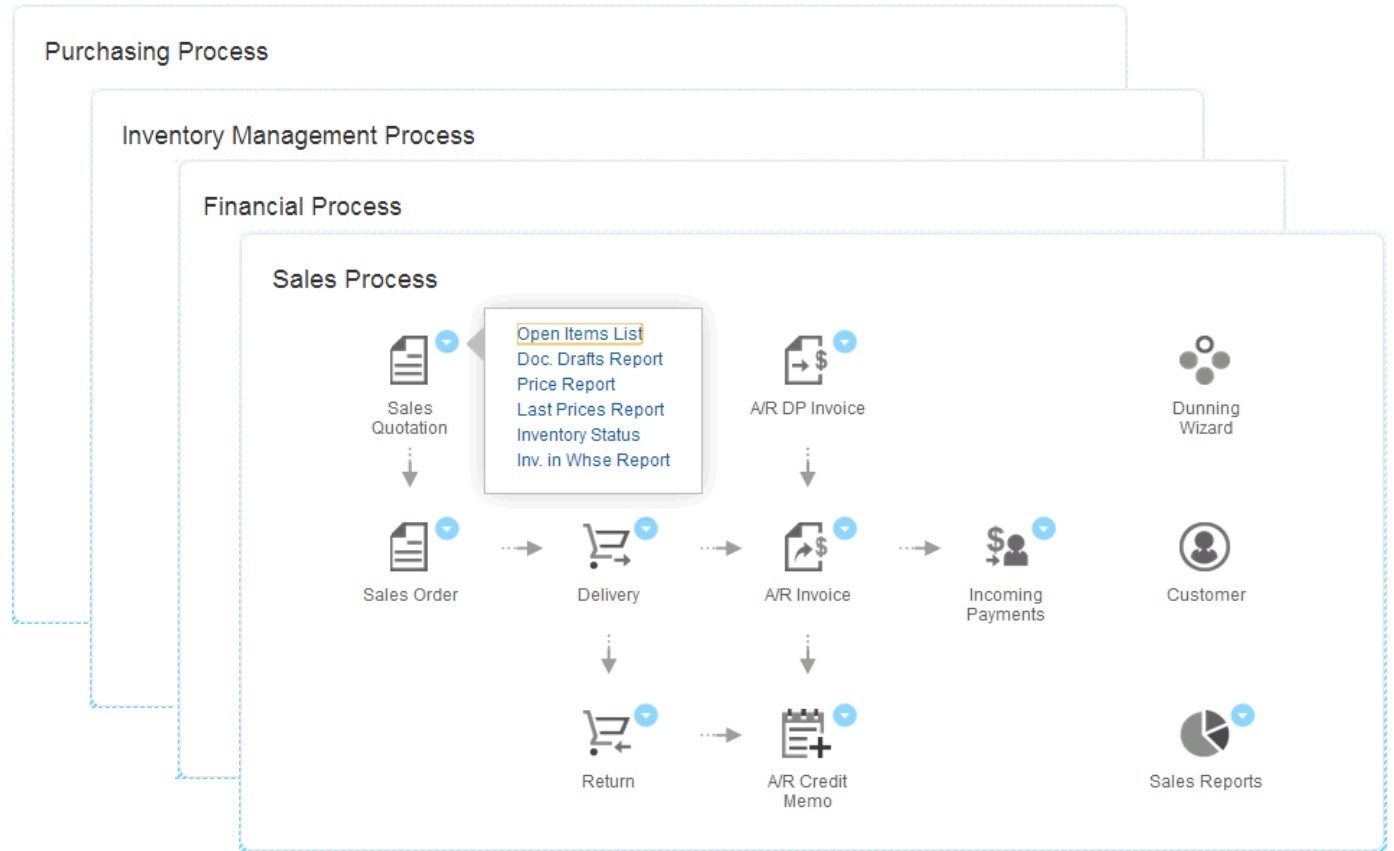 Purchasing Process
Inventory Management Process
Financial Process
Sales Process
Open Items List
Doc. Drafts Report
Price Report
Last Prices Report
Inventory Status
Inv. in Whse Report
Sales
Quotation
A/R DP Invoice
Dunning
Wizard
Sales Order
Delivery
A/R Invoice
Incoming
Payments
Customer
Return
A/R Credit
Memo
Sales Reports